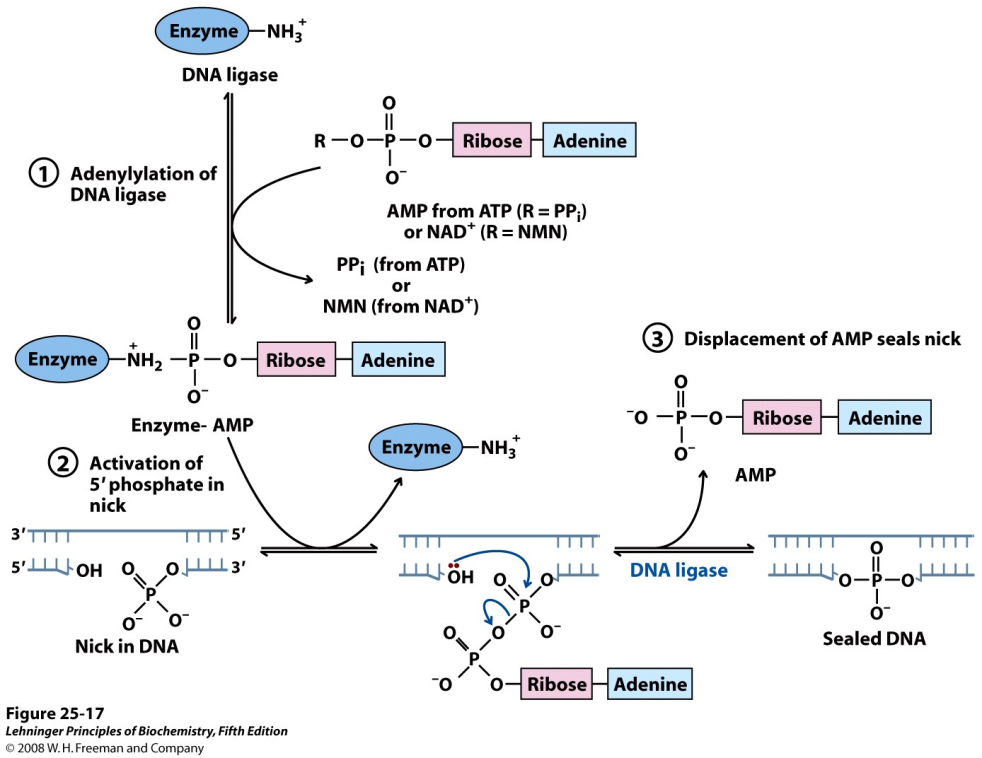 Enzyme
NH3+
DNA ligase
O
R—O—P—O—Ribose—Adenine
O−
1 Adenylylation of
DNA ligase
AMP from ATP (R = PPi)
or NAD+ (R = NMN)
PPi (from ATP)
or
NMN (from NAD+)
O
Enzyme—NH2+—P—O—Ribose—Adenine
O−
Enzyme- AMP
3 Displacement of AMP seals nick
O
−O—P—O—Ribose—Adenine
O−
AMP
2 Activation of
5′ phosphate in
nick
Enzyme—NH3+
3′ 5′
5′ OH O O 3′
P
O− O−
Nick in DNA
OH O O
P
O O−
O P
−O O—Ribose—Adenine
DNA ligase
O
O—P—O
O−
Sealed DNA
Figure 25-17
Lehninger Principles of Biochemistry, Fifth Edition
© 2008 W. H. Freeman and Company